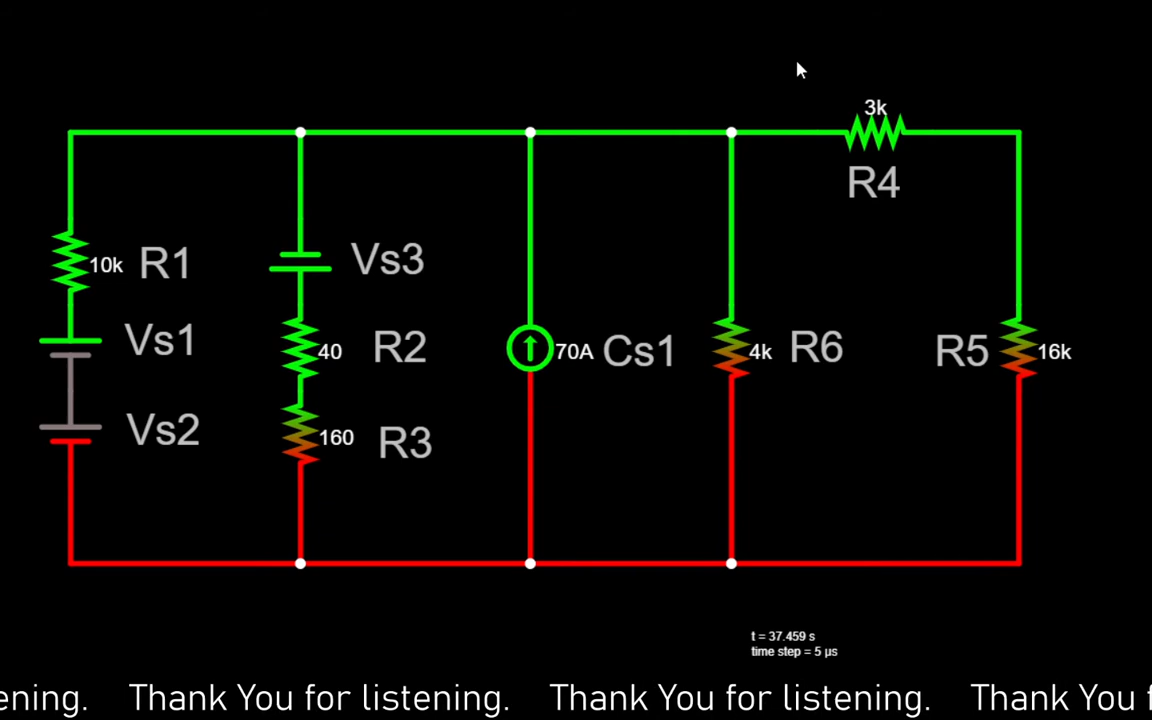 3k
R4
10k R1
Vs3
Vs1
40 R2
70A Cs1
4k R6
R5 16k
Vs2
160 R3
t = 37.459 s
time step = 5 µs
ening. Thank You for listening. Thank You for listening. Thank You f